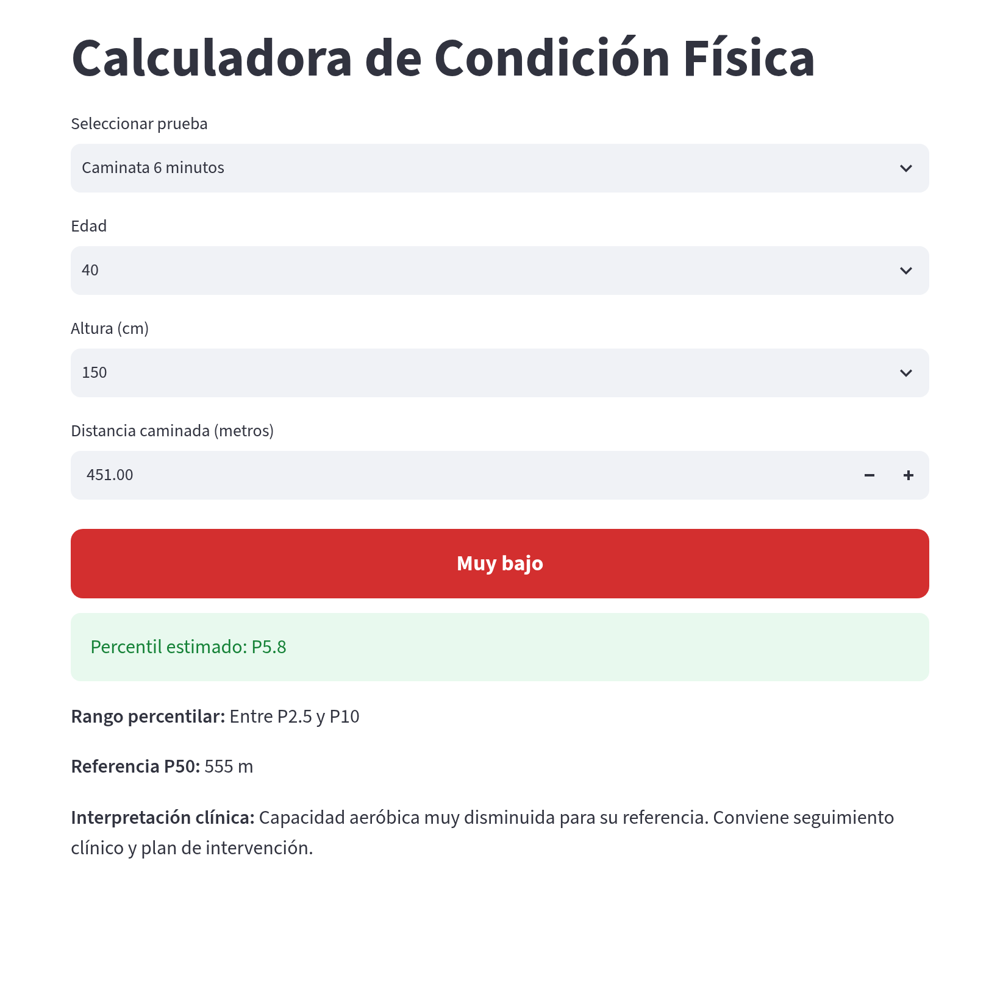 Calculadora de Condición Física
Seleccionar prueba
Caminata 6 minutos
Edad
40
Altura (cm)
150
Distancia caminada (metros)
451.00
Muy bajo
Percentil estimado: P5.8
Rango percentilar: Entre P2.5 y P10
Referencia P50: 555 m
Interpretación clínica: Capacidad aeróbica muy disminuida para su referencia. Conviene seguimiento
clínico y plan de intervención.